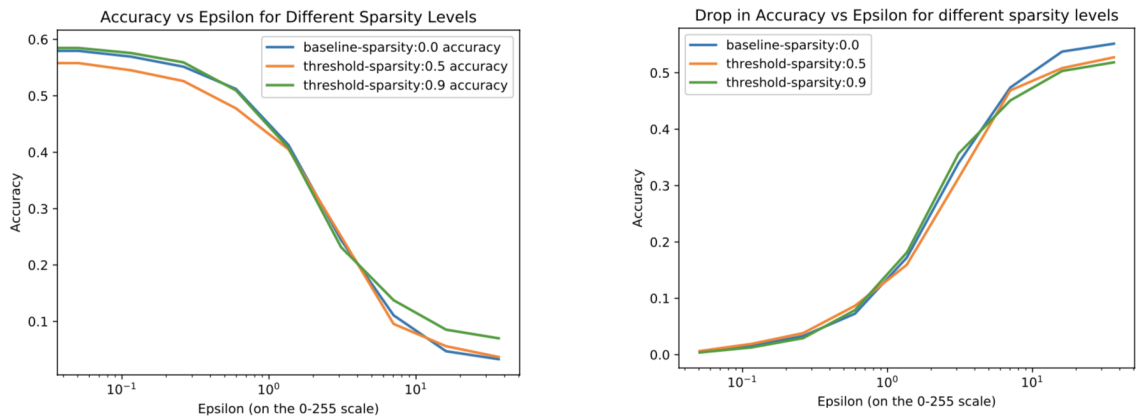 Accuracy vs Epsilon for Different Sparsity Levels
baseline-sparsity:0.0 accuracy
threshold-sparsity:0.5 accuracy
threshold-sparsity:0.9 accuracy
0.6
0.5
0.4
0.3
0.2
0.1
Accuracy
10⁻¹
10⁰
10¹
Epsilon (on the 0-255 scale)
Drop in Accuracy vs Epsilon for different sparsity levels
baseline-sparsity:0.0
threshold-sparsity:0.5
threshold-sparsity:0.9
0.5
0.4
0.3
0.2
0.1
0.0
Accuracy
10⁻¹
10⁰
10¹
Epsilon (on the 0-255 scale)